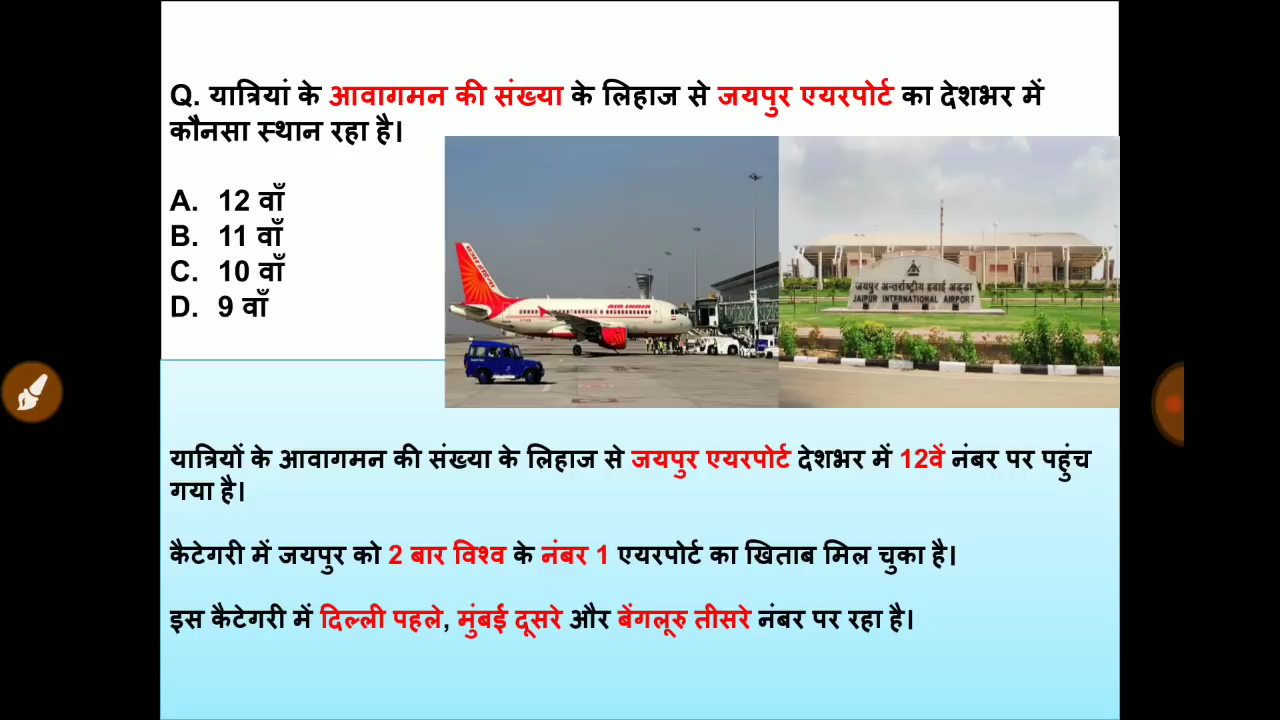 Q. यात्रियां के आवागमन की संख्या के लिहाज से जयपुर एयरपोर्ट का देशभर में
कौनसा स्थान रहा है।
A. 12 वाँ
B. 11 वाँ
C. 10 वाँ
D. 9 वाँ
AIR INDIA
जयपुर अन्तर्राष्ट्रीय हवाई अड्डा
JAIPUR INTERNATIONAL AIRPORT
यात्रियों के आवागमन की संख्या के लिहाज से जयपुर एयरपोर्ट देशभर में 12वें नंबर पर पहुंच
गया है।
कैटेगरी में जयपुर को 2 बार विश्व के नंबर 1 एयरपोर्ट का खिताब मिल चुका है।
इस कैटेगरी में दिल्ली पहले, मुंबई दूसरे और बेंगलूरु तीसरे नंबर पर रहा है।